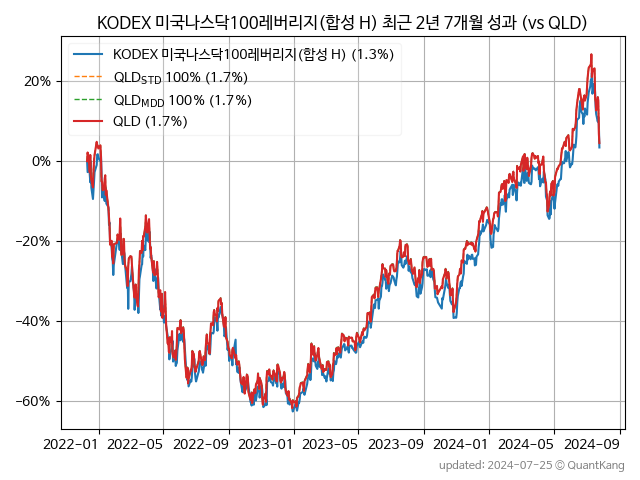 KODEX 미국나스닥100레버리지(합성 H) 최근 2년 7개월 성과 (vs QLD)
KODEX 미국나스닥100레버리지(합성 H) (1.3%)
QLD_STD 100% (1.7%)
QLD_MDD 100% (1.7%)
QLD (1.7%)
20%
0%
−20%
−40%
−60%
2022-01 2022-05 2022-09 2023-01 2023-05 2023-09 2024-01 2024-05 2024-09
updated: 2024-07-25 © QuantKang